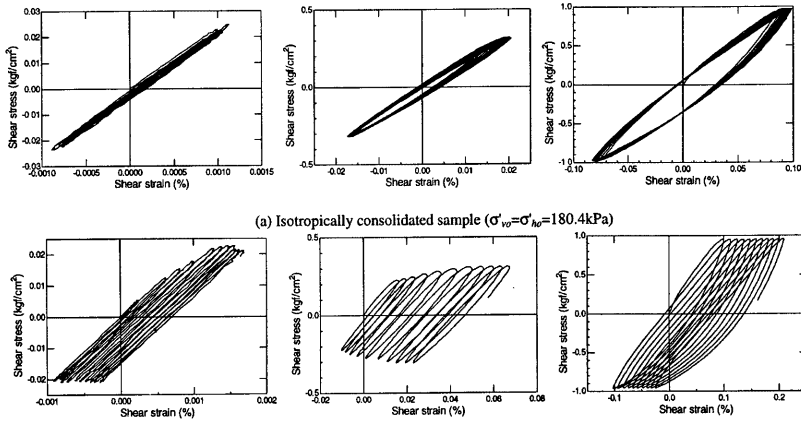 Shear stress (kgf/cm²)
0.03
0.02
0.01
0.00
-0.01
-0.02
0.03
-0.0010 -0.0005 0.0000 0.0005 0.0010 0.0015
Shear strain (%)
Shear stress (kgf/cm²)
0.5
0.0
-0.5
-0.02 -0.01 0.00 0.01 0.02
Shear strain (%)
Shear stress (kgf/cm²)
1.0
0.5
0.0
-0.5
-1.0
-0.10 -0.05 0.00 0.05 0.10
Shear strain (%)
(a) Isotropically consolidated sample (σ'vo=σ'ho=180.4kPa)
Shear stress (kgf/cm²)
0.02
0.01
0.00
-0.01
-0.02
-0.001 0.000 0.001 0.002
Shear strain (%)
Shear stress (kgf/cm²)
0.5
0.0
-0.5
-0.02 0.00 0.02 0.04 0.06 0.08
Shear strain (%)
Shear stress (kgf/cm²)
1.0
0.5
0.0
-0.5
-1.0
-0.1 0.0 0.1 0.2
Shear strain (%)